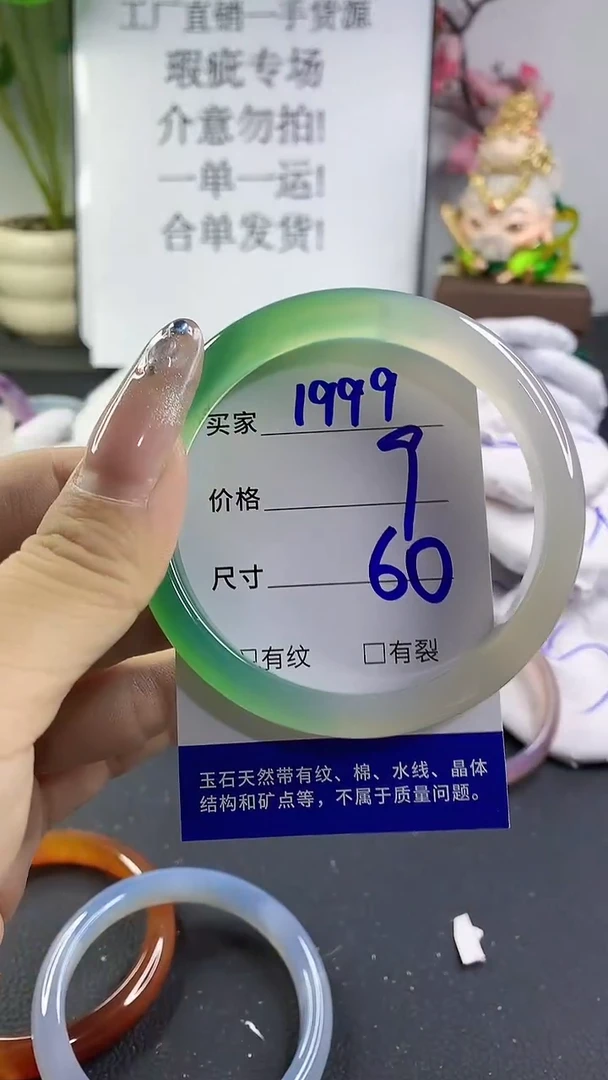 工厂直销一手货源
瑕疵专场
介意勿拍!
一单一运!
合单发货!
买家 1999
价格 9
尺寸 60
□有纹 □有裂
玉石天然带有纹、棉、水线、晶体
结构和矿点等，不属于质量问题。